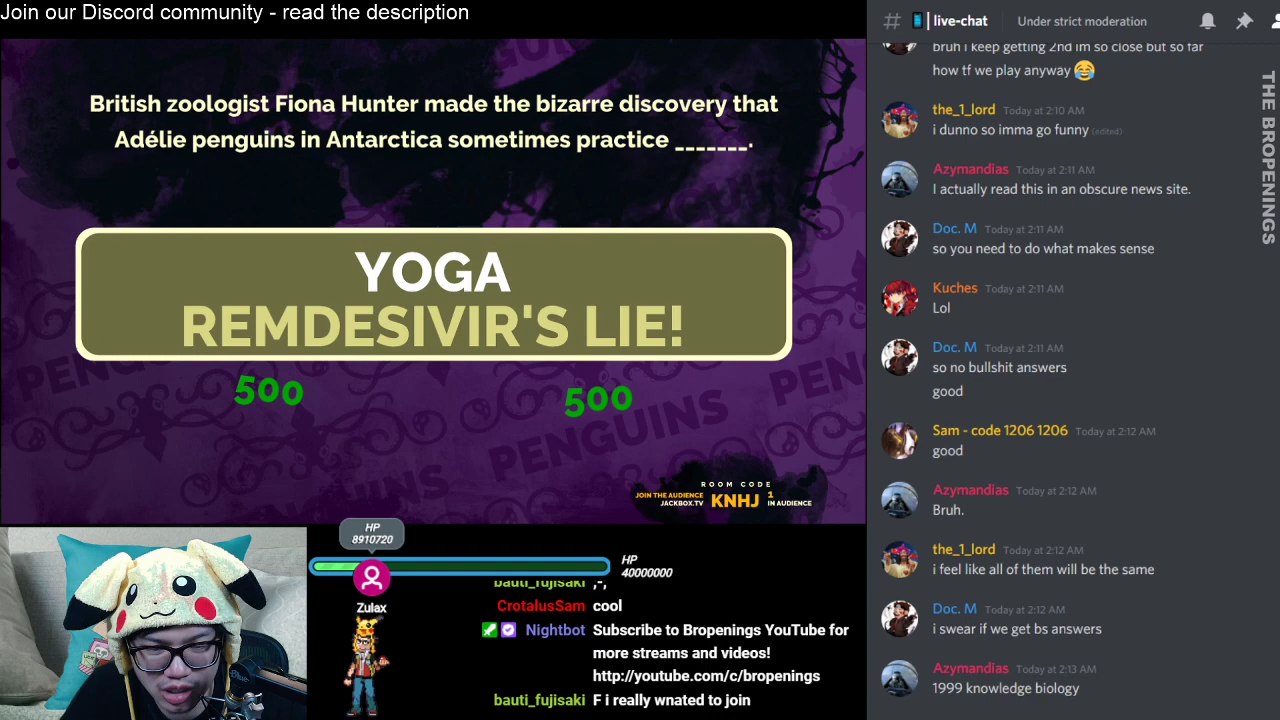 Join our Discord community - read the description
British zoologist Fiona Hunter made the bizarre discovery that
Adélie penguins in Antarctica sometimes practice _______.
YOGA
REMDESIVIR'S LIE!
500
500
PENGUINS
PENGUINS
PEN
ROOM CODE
JOIN THE AUDIENCE
JACKBOX.TV
KNHJ
1
IN AUDIENCE
HP
8910720
HP
40000000
Zulax
bauti_fujisaki ,-,
CrotalusSam cool
Nightbot Subscribe to Bropenings YouTube for
more streams and videos!
http://youtube.com/c/bropenings
bauti_fujisaki F i really wnated to join
# | live-chat Under strict moderation
bruh i keep getting 2nd im so close but so far
how tf we play anyway 😂
the_1_lord Today at 2:10 AM
i dunno so imma go funny (edited)
Azymandias Today at 2:11 AM
I actually read this in an obscure news site.
Doc. M Today at 2:11 AM
so you need to do what makes sense
Kuches Today at 2:11 AM
Lol
Doc. M Today at 2:11 AM
so no bullshit answers
good
Sam - code 1206 1206 Today at 2:12 AM
good
Azymandias Today at 2:12 AM
Bruh.
the_1_lord Today at 2:12 AM
i feel like all of them will be the same
Doc. M Today at 2:12 AM
i swear if we get bs answers
Azymandias Today at 2:13 AM
1999 knowledge biology
THE BROPENINGS